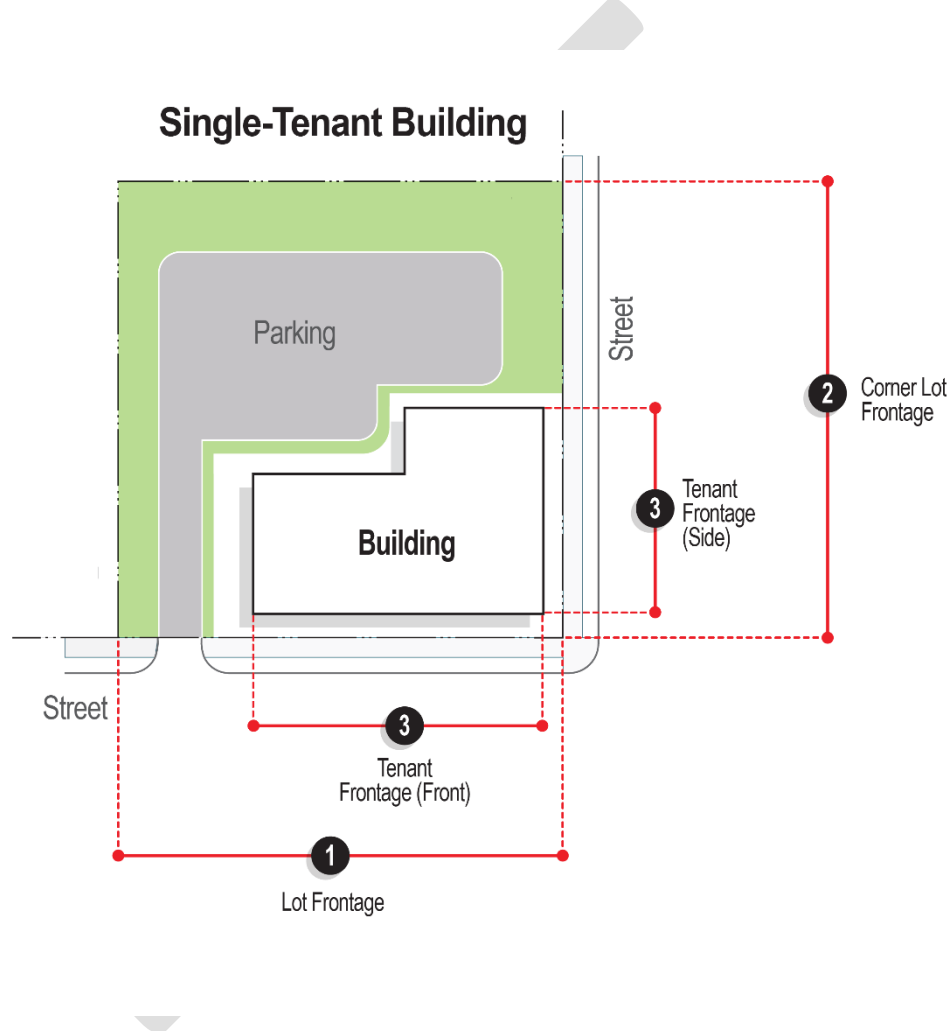 Single-Tenant Building
Parking
Street
2
Corner Lot
Frontage
3
Tenant
Frontage
(Side)
Building
Street
3
Tenant
Frontage (Front)
1
Lot Frontage